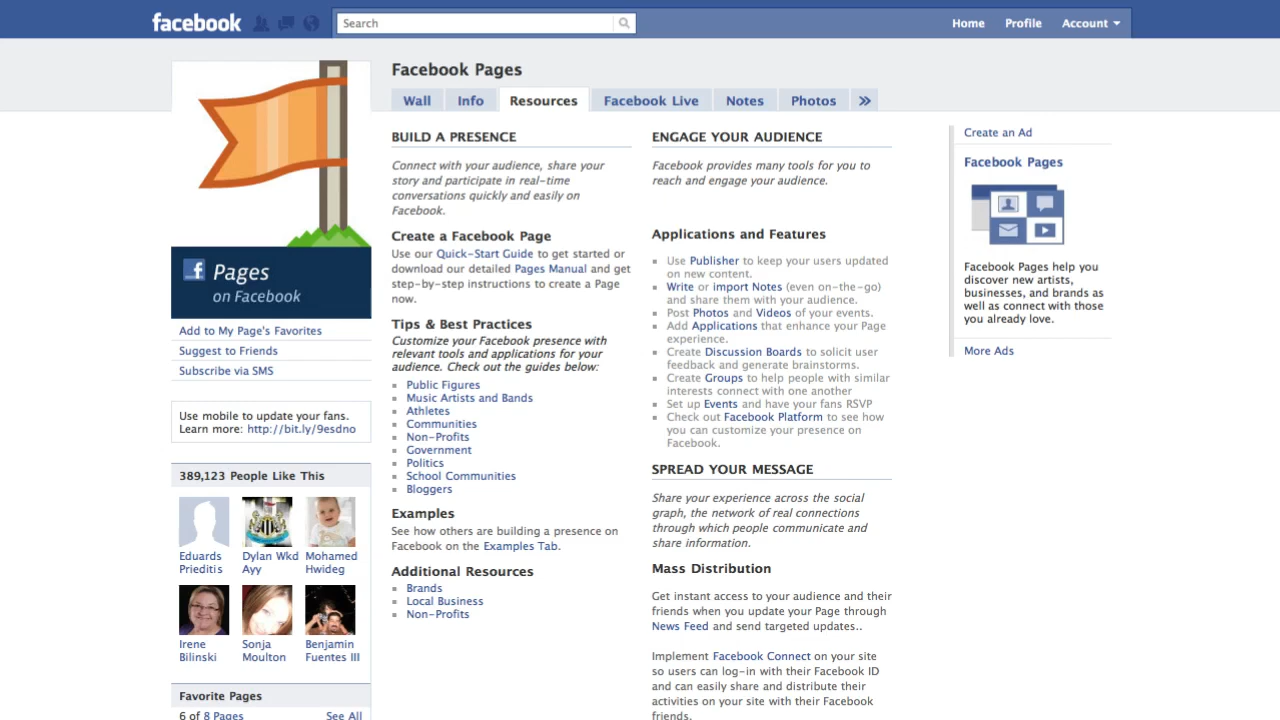 facebook
Search
Home Profile Account
Facebook Pages
Wall Info Resources Facebook Live Notes Photos »
Pages
on Facebook
Add to My Page's Favorites
Suggest to Friends
Subscribe via SMS
Use mobile to update your fans.
Learn more: http://bit.ly/9esdno
389,123 People Like This
Eduards
Prieditis
Dylan Wkd
Ayy
Mohamed
Hwideg
Irene
Bilinski
Sonja
Moulton
Benjamin
Fuentes III
Favorite Pages
6 of 8 Pages See All
BUILD A PRESENCE
Connect with your audience, share your
story and participate in real-time
conversations quickly and easily on
Facebook.
Create a Facebook Page
Use our Quick-Start Guide to get started or
download our detailed Pages Manual and get
step-by-step instructions to create a Page
now.
Tips & Best Practices
Customize your Facebook presence with
relevant tools and applications for your
audience. Check out the guides below:
Public Figures
Music Artists and Bands
Athletes
Communities
Non-Profits
Government
Politics
School Communities
Bloggers
Examples
See how others are building a presence on
Facebook on the Examples Tab.
Additional Resources
Brands
Local Business
Non-Profits
ENGAGE YOUR AUDIENCE
Facebook provides many tools for you to
reach and engage your audience.
Applications and Features
Use Publisher to keep your users updated
on new content.
Write or import Notes (even on-the-go)
and share them with your audience.
Post Photos and Videos of your events.
Add Applications that enhance your Page
experience.
Create Discussion Boards to solicit user
feedback and generate brainstorms.
Create Groups to help people with similar
interests connect with one another
Set up Events and have your fans RSVP
Check out Facebook Platform to see how
you can customize your presence on
Facebook.
SPREAD YOUR MESSAGE
Share your experience across the social
graph, the network of real connections
through which people communicate and
share information.
Mass Distribution
Get instant access to your audience and their
friends when you update your Page through
News Feed and send targeted updates..
Implement Facebook Connect on your site
so users can log-in with their Facebook ID
and can easily share and distribute their
activities on your site with their Facebook
friends.
Create an Ad
Facebook Pages
Facebook Pages help you
discover new artists,
businesses, and brands as
well as connect with those
you already love.
More Ads